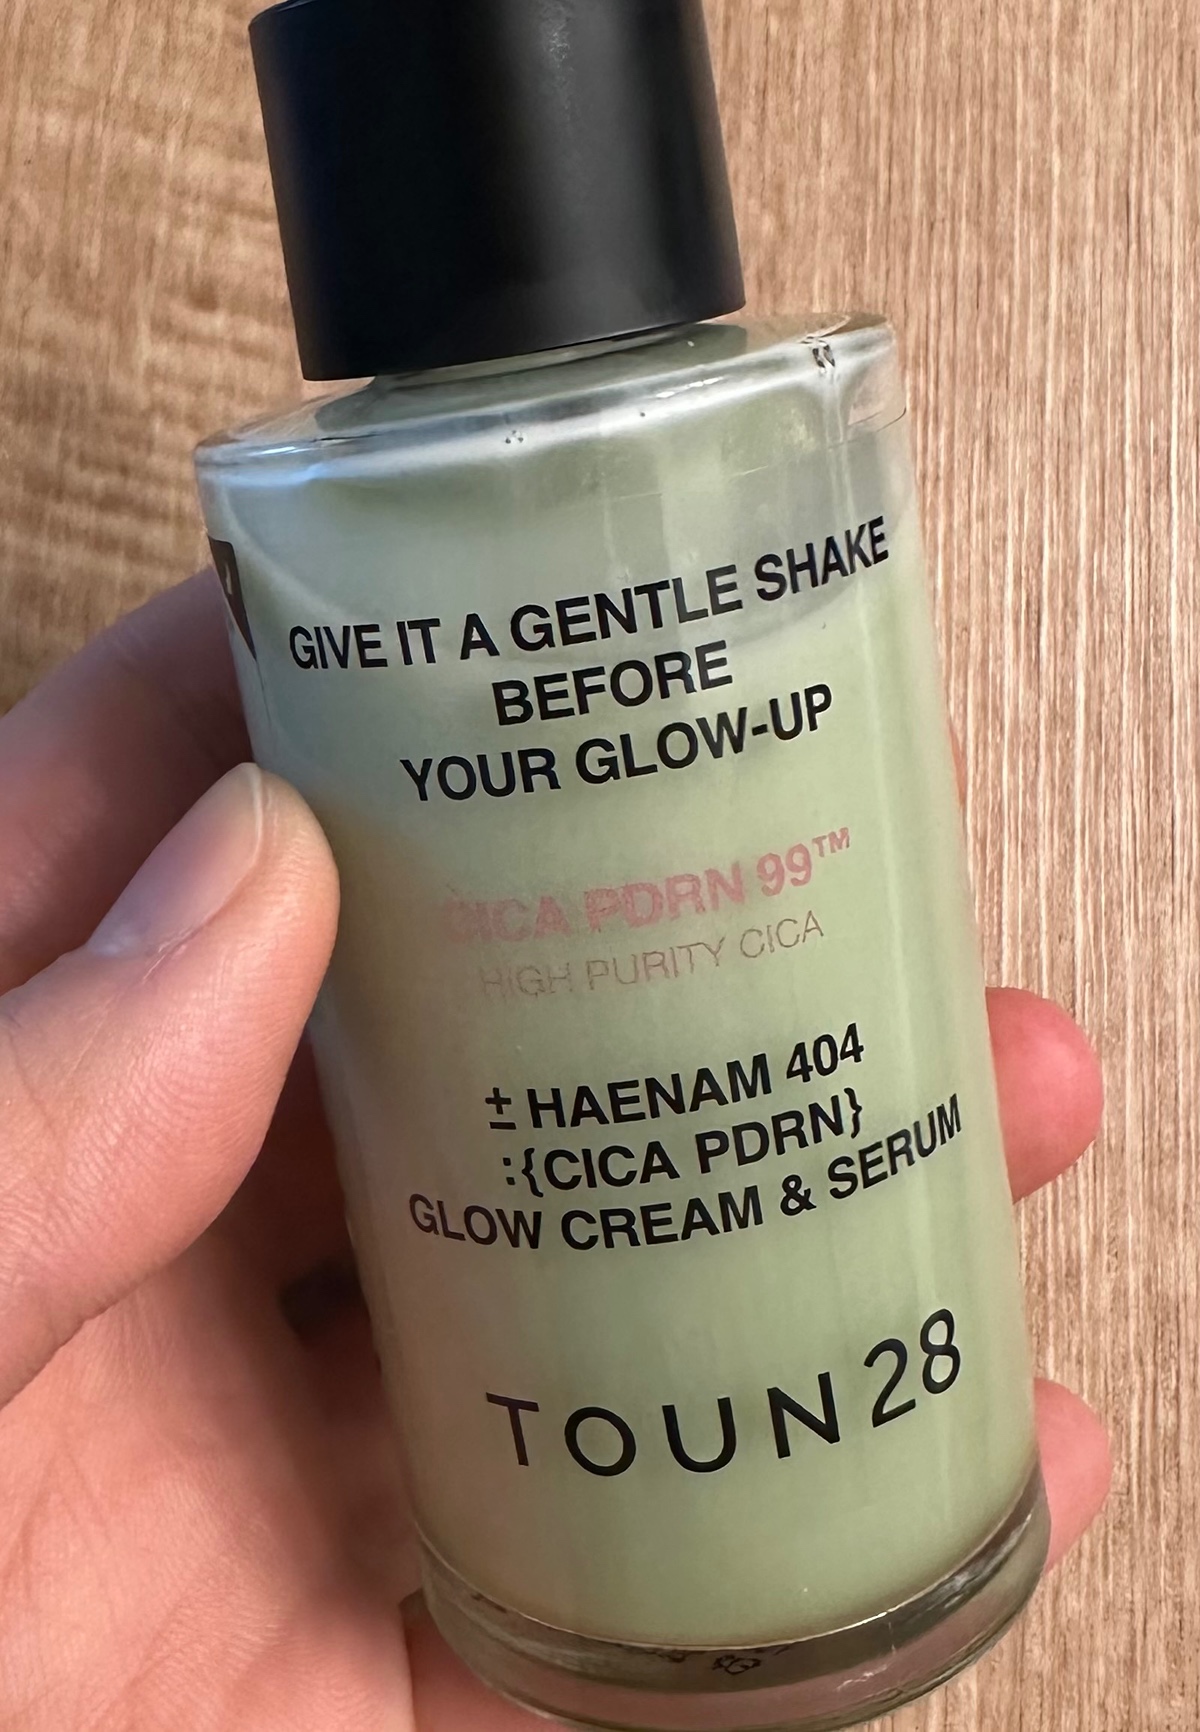 GIVE IT A GENTLE SHAKE
BEFORE
YOUR GLOW-UP
CICA PDRN 99™
HIGH PURITY CICA
± HAENAM 404
:{CICA PDRN}
GLOW CREAM & SERUM
TOUN28